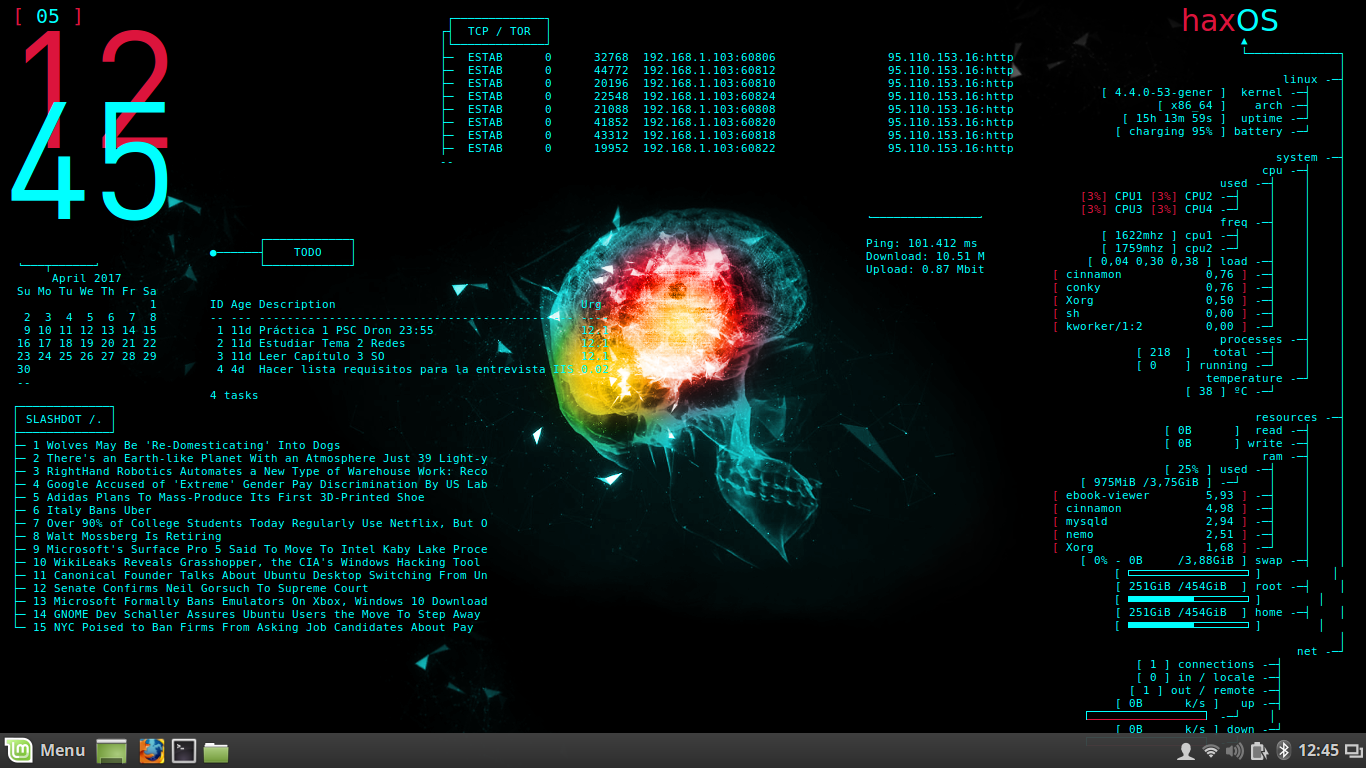 [ 05 ]
12
45
TCP / TOR
ESTAB 0 32768 192.168.1.103:60806 95.110.153.16:http
ESTAB 0 44772 192.168.1.103:60812 95.110.153.16:http
ESTAB 0 20196 192.168.1.103:60810 95.110.153.16:http
ESTAB 0 22548 192.168.1.103:60824 95.110.153.16:http
ESTAB 0 21088 192.168.1.103:60808 95.110.153.16:http
ESTAB 0 41852 192.168.1.103:60820 95.110.153.16:http
ESTAB 0 43312 192.168.1.103:60818 95.110.153.16:http
ESTAB 0 19952 192.168.1.103:60822 95.110.153.16:http
--
Ping: 101.412 ms
Download: 10.51 M
Upload: 0.87 Mbit
TODO
ID Age Description Urg
-- --- ----------------------------------------- ----
1 11d Práctica 1 PSC Dron 23:55 12.1
2 11d Estudiar Tema 2 Redes 12.1
3 11d Leer Capítulo 3 SO 12.1
4 4d Hacer lista requisitos para la entrevista IIS 0.02
4 tasks
April 2017
Su Mo Tu We Th Fr Sa
1
2 3 4 5 6 7 8
9 10 11 12 13 14 15
16 17 18 19 20 21 22
23 24 25 26 27 28 29
30
--
SLASHDOT /.
1 Wolves May Be 'Re-Domesticating' Into Dogs
2 There's an Earth-like Planet With an Atmosphere Just 39 Light-y
3 RightHand Robotics Automates a New Type of Warehouse Work: Reco
4 Google Accused of 'Extreme' Gender Pay Discrimination By US Lab
5 Adidas Plans To Mass-Produce Its First 3D-Printed Shoe
6 Italy Bans Uber
7 Over 90% of College Students Today Regularly Use Netflix, But O
8 Walt Mossberg Is Retiring
9 Microsoft's Surface Pro 5 Said To Move To Intel Kaby Lake Proce
10 WikiLeaks Reveals Grasshopper, the CIA's Windows Hacking Tool
11 Canonical Founder Talks About Ubuntu Desktop Switching From Un
12 Senate Confirms Neil Gorsuch To Supreme Court
13 Microsoft Formally Bans Emulators On Xbox, Windows 10 Download
14 GNOME Dev Schaller Assures Ubuntu Users the Move To Step Away
15 NYC Poised to Ban Firms From Asking Job Candidates About Pay
haxOS
linux
[ 4.4.0-53-gener ] kernel
[ x86_64 ] arch
[ 15h 13m 59s ] uptime
[ charging 95% ] battery
system
cpu
used
[3%] CPU1 [3%] CPU2
[3%] CPU3 [3%] CPU4
freq
[ 1622mhz ] cpu1
[ 1759mhz ] cpu2
[ 0,04 0,30 0,38 ] load
[ cinnamon 0,76 ]
[ conky 0,76 ]
[ Xorg 0,50 ]
[ sh 0,00 ]
[ kworker/1:2 0,00 ]
processes
[ 218 ] total
[ 0 ] running
temperature
[ 38 ] ºC
resources
[ 0B ] read
[ 0B ] write
ram
[ 25% ] used
[ 975MiB /3,75GiB ]
[ ebook-viewer 5,93 ]
[ cinnamon 4,98 ]
[ mysqld 2,94 ]
[ nemo 2,51 ]
[ Xorg 1,68 ]
[ 0% - 0B /3,88GiB ] swap
[ ]
[ 251GiB /454GiB ] root
[ ]
[ 251GiB /454GiB ] home
[ ]
net
[ 1 ] connections
[ 0 ] in / locale
[ 1 ] out / remote
[ 0B k/s ] up
[ 0B k/s ] down
Menu
12:45